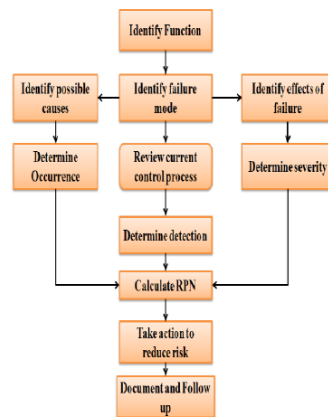 Identify Function
Identify possible
causes
Identify failure
mode
Identify effects of
failure
Determine
Occurrence
Review current
control process
Determine severity
Determine detection
Calculate RPN
Take action to
reduce risk
Document and Follow
up